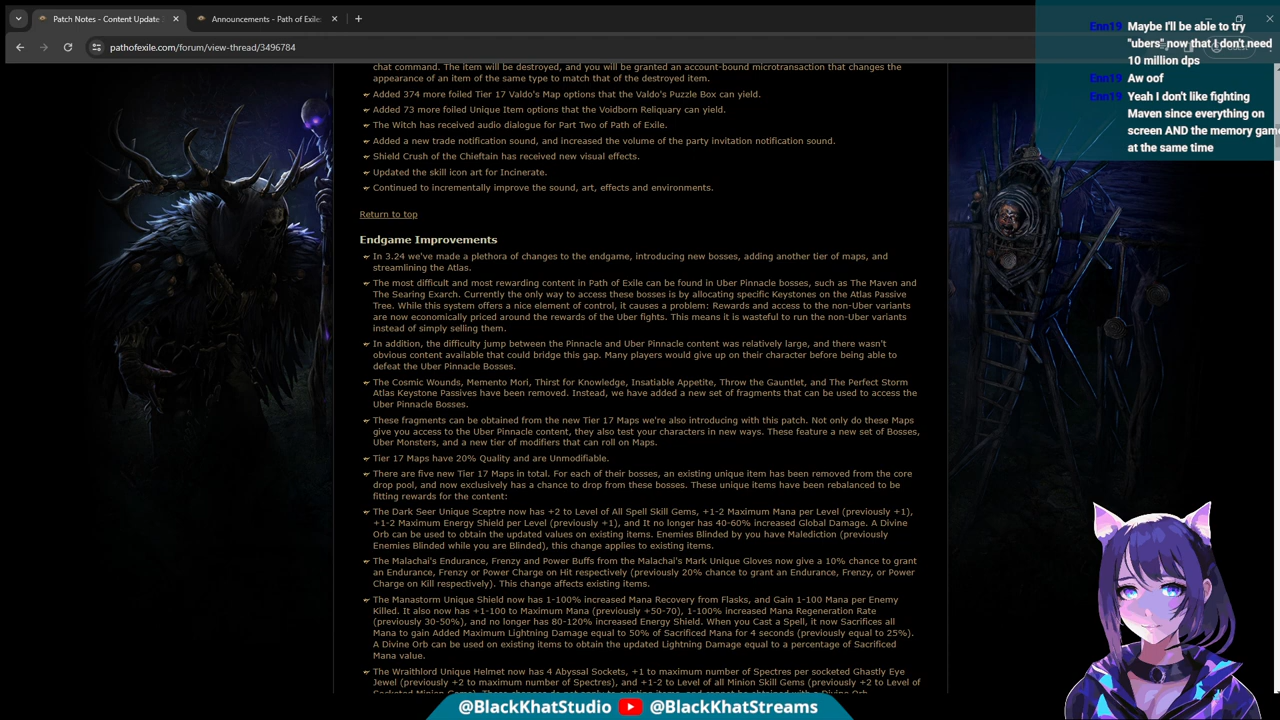 Patch Notes - Content Update
Announcements - Path of Exile:
pathofexile.com/forum/view-thread/3496784
Enn19 Maybe I'll be able to try
"ubers" now that I don't need
10 million dps
Enn19 Aw oof
Enn19 Yeah I don't like fighting
Maven since everything on
screen AND the memory game
at the same time
chat command. The item will be destroyed, and you will be granted an account-bound microtransaction that changes the
appearance of an item of the same type to match that of the destroyed item.
Added 374 more foiled Tier 17 Valdo's Map options that the Valdo's Puzzle Box can yield.
Added 73 more foiled Unique Item options that the Voidborn Reliquary can yield.
The Witch has received audio dialogue for Part Two of Path of Exile.
Added a new trade notification sound, and increased the volume of the party invitation notification sound.
Shield Crush of the Chieftain has received new visual effects.
Updated the skill icon art for Incinerate.
Continued to incrementally improve the sound, art, effects and environments.
Return to top
Endgame Improvements
In 3.24 we've made a plethora of changes to the endgame, introducing new bosses, adding another tier of maps, and
streamlining the Atlas.
The most difficult and most rewarding content in Path of Exile can be found in Uber Pinnacle bosses, such as The Maven and
The Searing Exarch. Currently the only way to access these bosses is by allocating specific Keystones on the Atlas Passive
Tree. While this system offers a nice element of control, it causes a problem: Rewards and access to the non-Uber variants
are now economically priced around the rewards of the Uber fights. This means it is wasteful to run the non-Uber variants
instead of simply selling them.
In addition, the difficulty jump between the Pinnacle and Uber Pinnacle content was relatively large, and there wasn't
obvious content available that could bridge this gap. Many players would give up on their character before being able to
defeat the Uber Pinnacle Bosses.
The Cosmic Wounds, Memento Mori, Thirst for Knowledge, Insatiable Appetite, Throw the Gauntlet, and The Perfect Storm
Atlas Keystone Passives have been removed. Instead, we have added a new set of fragments that can be used to access the
Uber Pinnacle Bosses.
These fragments can be obtained from the new Tier 17 Maps we're also introducing with this patch. Not only do these Maps
give you access to the Uber Pinnacle content, they also test your characters in new ways. These feature a new set of Bosses,
Uber Monsters, and a new tier of modifiers that can roll on Maps.
Tier 17 Maps have 20% Quality and are Unmodifiable.
There are five new Tier 17 Maps in total. For each of their bosses, an existing unique item has been removed from the core
drop pool, and now exclusively has a chance to drop from these bosses. These unique items have been rebalanced to be
fitting rewards for the content:
The Dark Seer Unique Sceptre now has +2 to Level of All Spell Skill Gems, +1-2 Maximum Mana per Level (previously +1),
+1-2 Maximum Energy Shield per Level (previously +1), and It no longer has 40-60% increased Global Damage. A Divine
Orb can be used to obtain the updated values on existing items. Enemies Blinded by you have Malediction (previously
Enemies Blinded while you are Blinded), this change applies to existing items.
The Malachai's Endurance, Frenzy and Power Buffs from the Malachai's Mark Unique Gloves now give a 10% chance to grant
an Endurance, Frenzy or Power Charge on Hit respectively (previously 20% chance to grant an Endurance, Frenzy, or Power
Charge on Kill respectively). This change affects existing items.
The Manastorm Unique Shield now has 1-100% increased Mana Recovery from Flasks, and Gain 1-100 Mana per Enemy
Killed. It also now has +1-100 to Maximum Mana (previously +50-70), 1-100% increased Mana Regeneration Rate
(previously 30-50%), and no longer has 80-120% increased Energy Shield. When you Cast a Spell, it now Sacrifices all
Mana to gain Added Maximum Lightning Damage equal to 50% of Sacrificed Mana for 4 seconds (previously equal to 25%).
A Divine Orb can be used on existing items to obtain the updated Lightning Damage equal to a percentage of Sacrificed
Mana value.
The Wraithlord Unique Helmet now has 4 Abyssal Sockets, +1 to maximum number of Spectres per socketed Ghastly Eye
Jewel (previously +2 to maximum number of Spectres), and +1-2 to Level of all Minion Skill Gems (previously +2 to Level of
@BlackKhatStudio @BlackKhatStreams